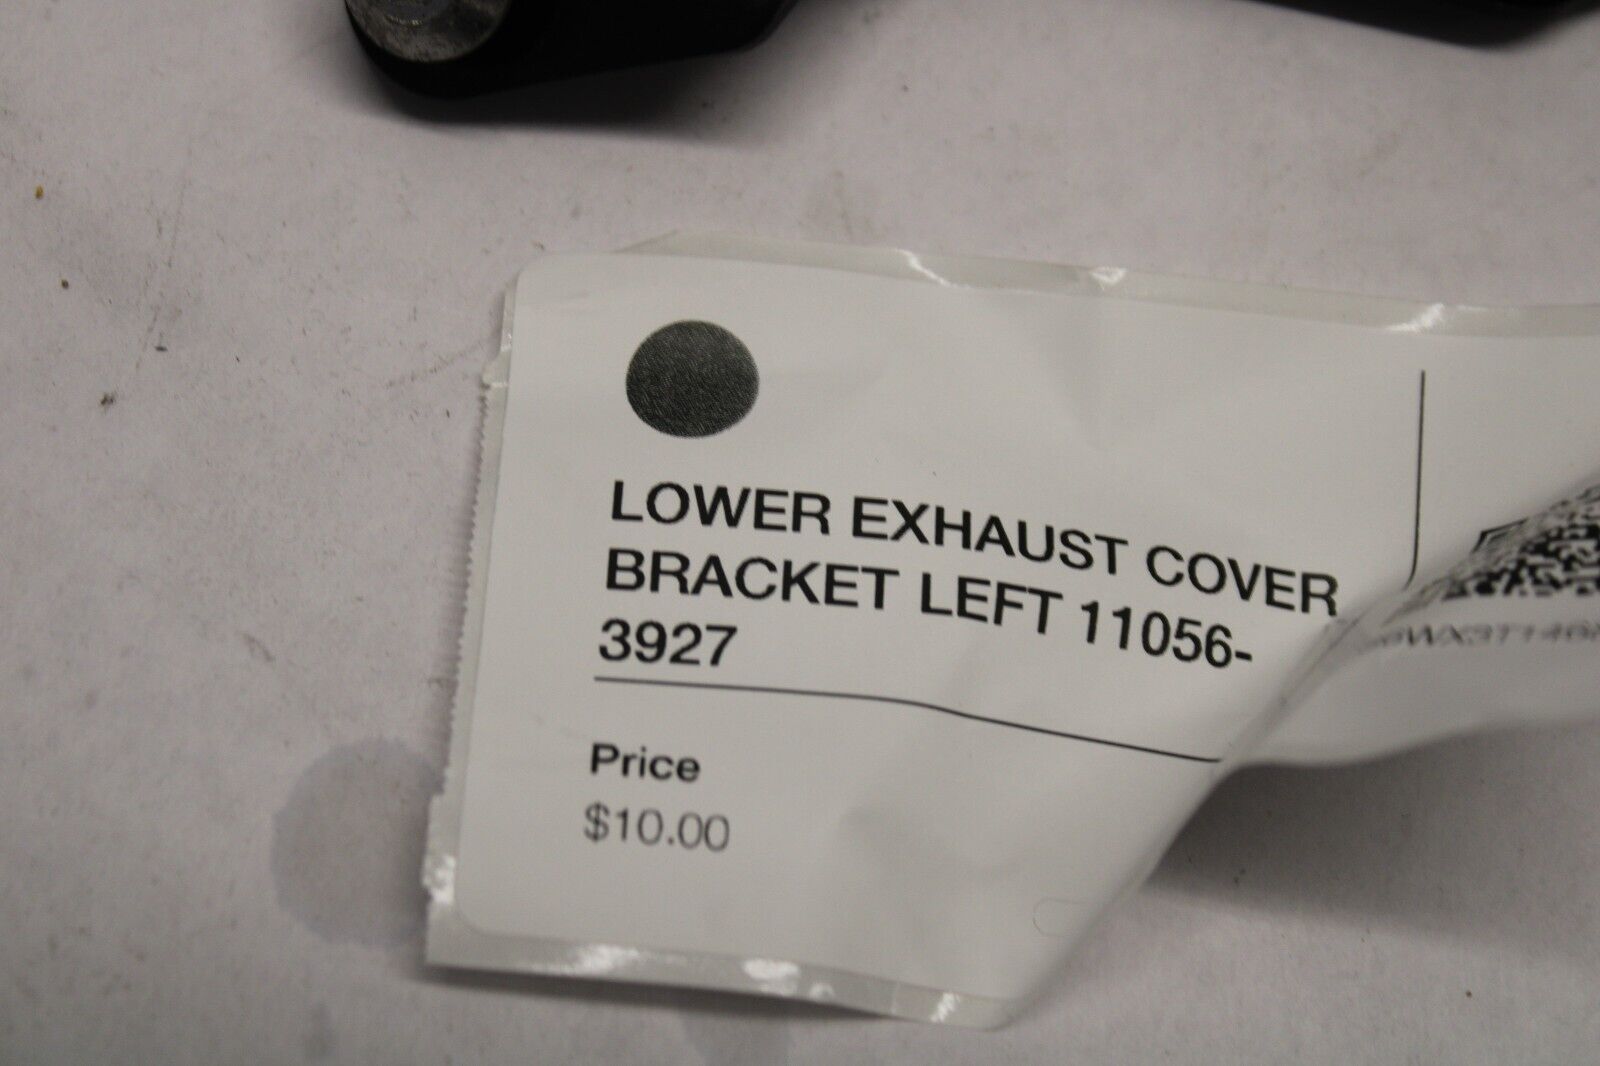 LOWER EXHAUST COVER
BRACKET LEFT 11056-
3927
Price
$10.00